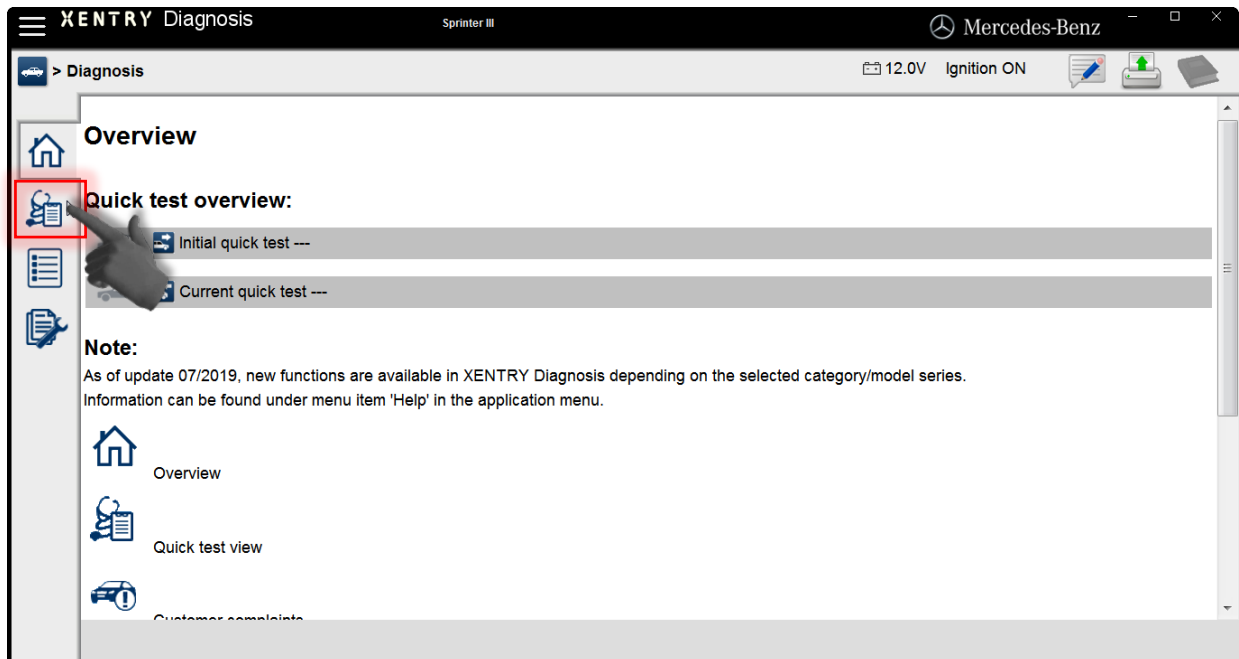 XENTRY Diagnosis
Sprinter III
Mercedes-Benz
> Diagnosis
12.0V
Ignition ON
Overview
Quick test overview:
Initial quick test ---
Current quick test ---
Note:
As of update 07/2019, new functions are available in XENTRY Diagnosis depending on the selected category/model series.
Information can be found under menu item 'Help' in the application menu.
Overview
Quick test view
Customer complaints